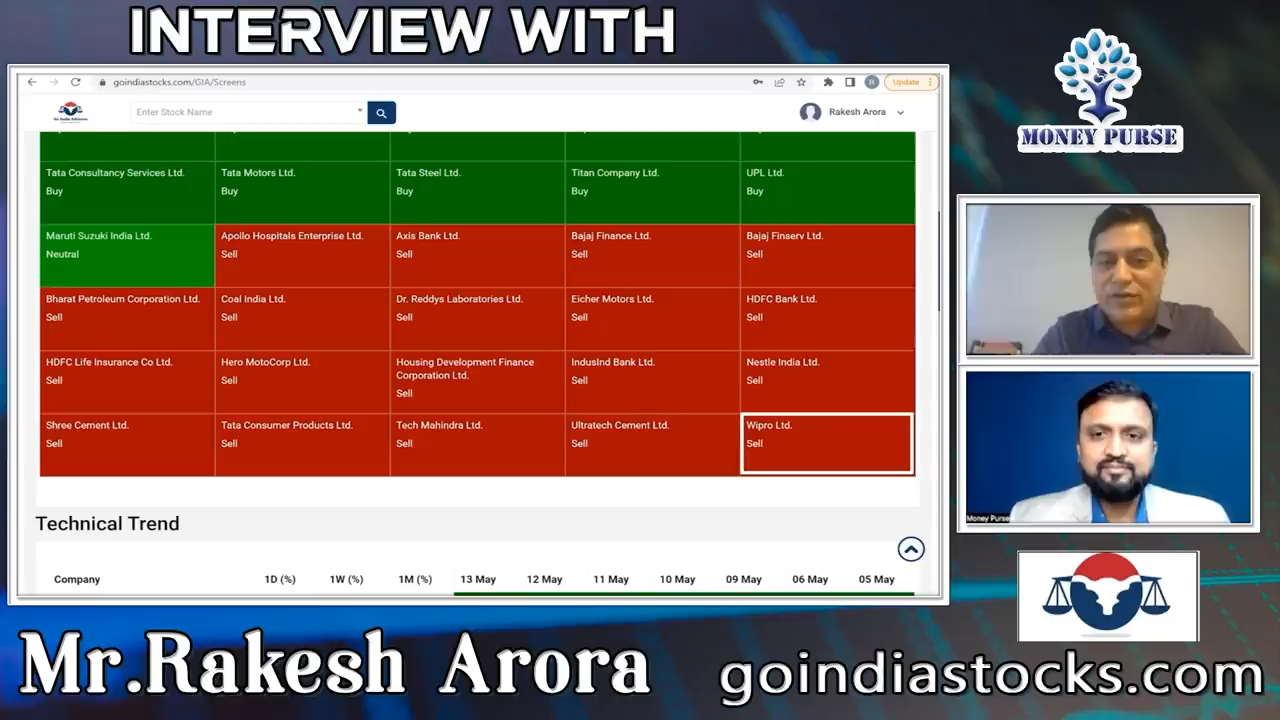 INTERVIEW WITH
goindiastocks.com/GIA/Screens
Update
Enter Stock Name
Rakesh Arora
MONEY PURSE
Tata Consultancy Services Ltd.
Buy
Tata Motors Ltd.
Buy
Tata Steel Ltd.
Buy
Titan Company Ltd.
Buy
UPL Ltd.
Buy
Maruti Suzuki India Ltd.
Neutral
Apollo Hospitals Enterprise Ltd.
Sell
Axis Bank Ltd.
Sell
Bajaj Finance Ltd.
Sell
Bajaj Finserv Ltd.
Sell
Bharat Petroleum Corporation Ltd.
Sell
Coal India Ltd.
Sell
Dr. Reddys Laboratories Ltd.
Sell
Eicher Motors Ltd.
Sell
HDFC Bank Ltd.
Sell
HDFC Life Insurance Co Ltd.
Sell
Hero MotoCorp Ltd.
Sell
Housing Development Finance
Corporation Ltd.
Sell
IndusInd Bank Ltd.
Sell
Nestle India Ltd.
Sell
Shree Cement Ltd.
Sell
Tata Consumer Products Ltd.
Sell
Tech Mahindra Ltd.
Sell
Ultratech Cement Ltd.
Sell
Wipro Ltd.
Sell
Technical Trend
Company 1D (%) 1W (%) 1M (%) 13 May 12 May 11 May 10 May 09 May 06 May 05 May
Money Purse
Mr.Rakesh Arora
goindiastocks.com